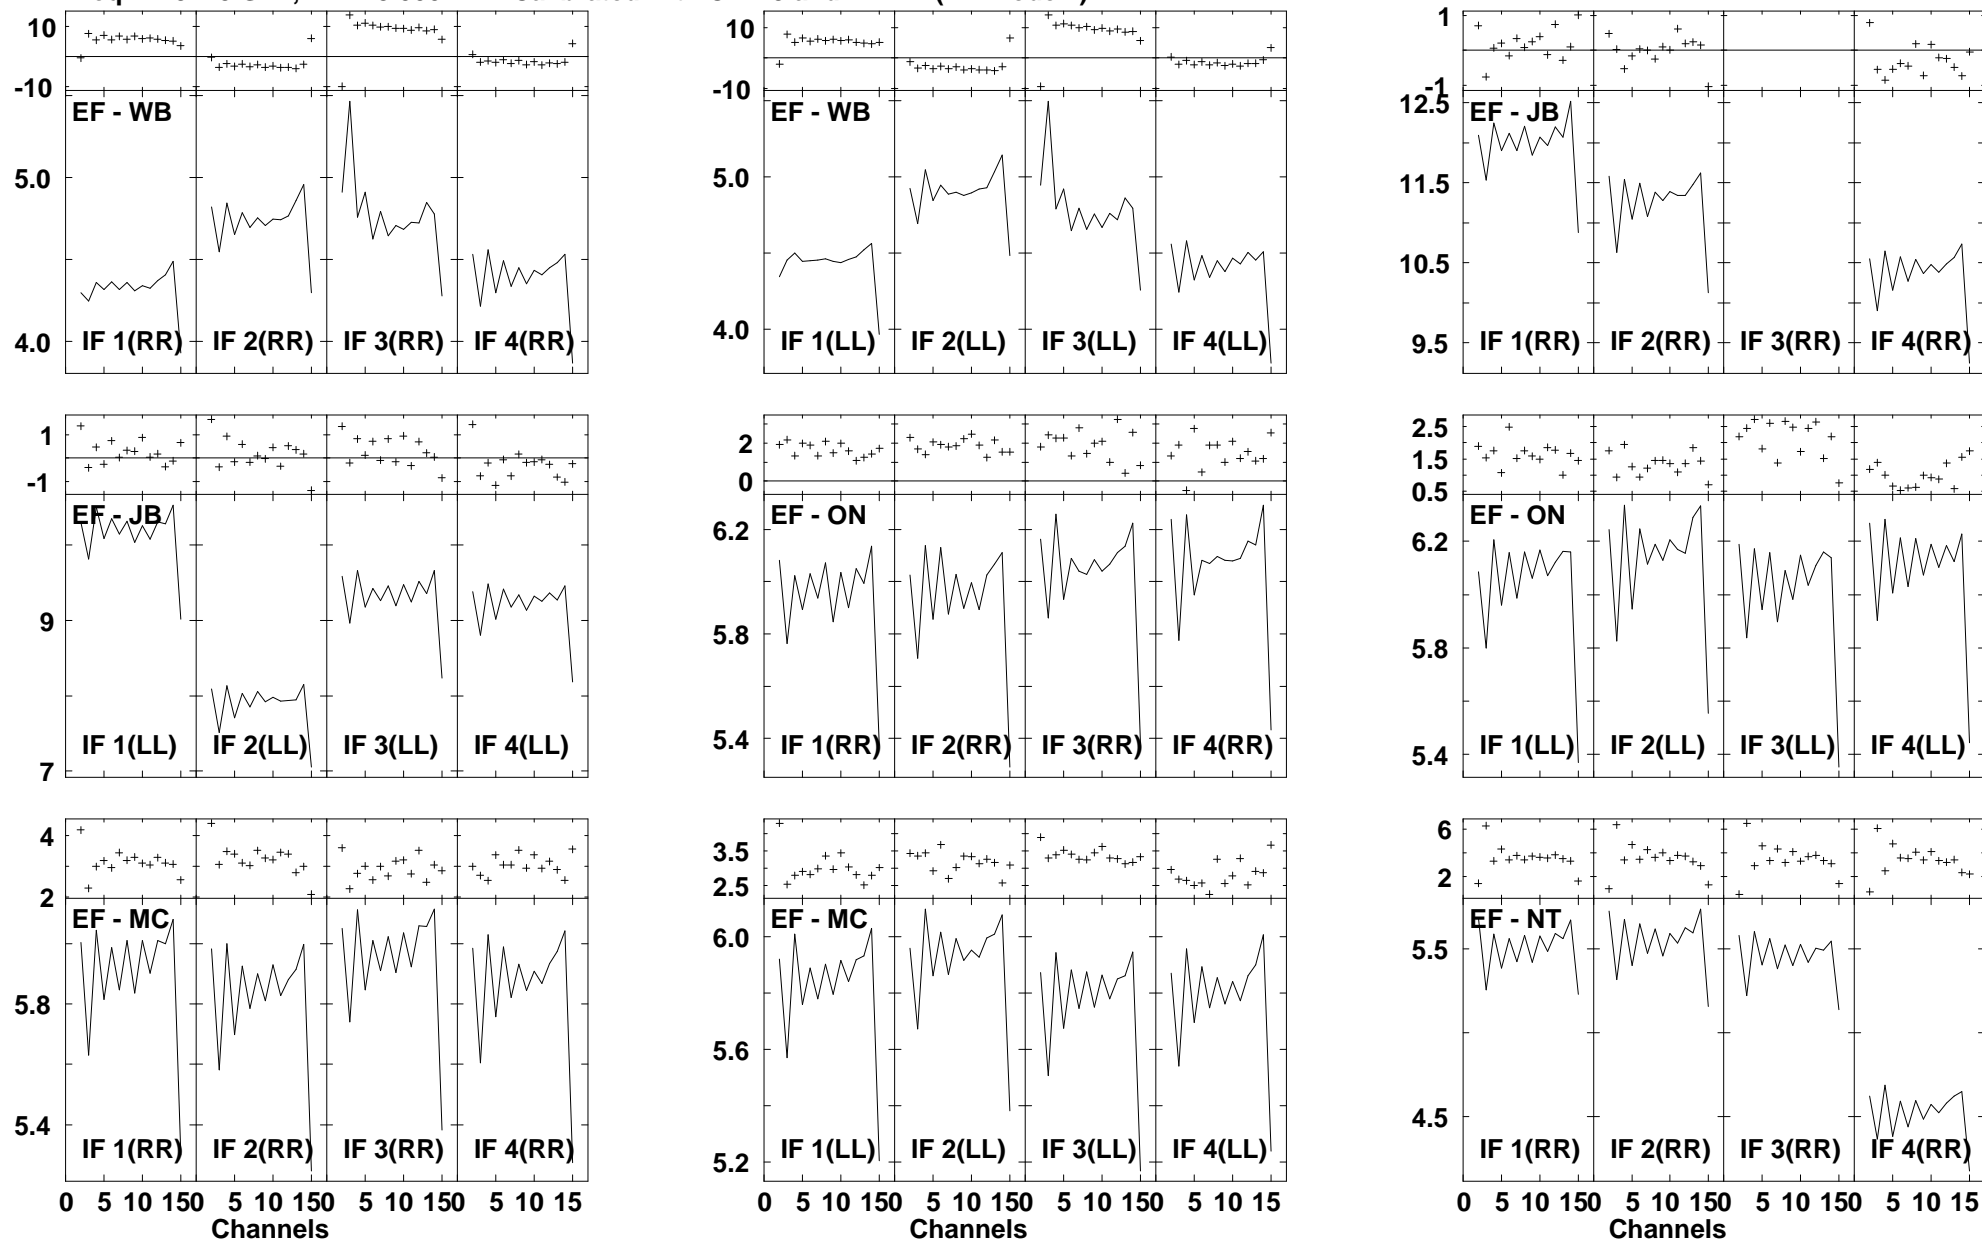 10
-10
EF - WB
5.0
4.0
IF 1(RR) IF 2(RR) IF 3(RR) IF 4(RR)
10
-10
EF - WB
5.0
4.0
IF 1(LL) IF 2(LL) IF 3(LL) IF 4(LL)
1
-1
12.5
EF - JB
11.5
10.5
9.5
IF 1(RR) IF 2(RR) IF 3(RR) IF 4(RR)
1
-1
EF - JB
9
7
IF 1(LL) IF 2(LL) IF 3(LL) IF 4(LL)
2
0
EF - ON
6.2
5.8
5.4
IF 1(RR) IF 2(RR) IF 3(RR) IF 4(RR)
2.5
1.5
0.5
EF - ON
6.2
5.8
5.4
IF 1(LL) IF 2(LL) IF 3(LL) IF 4(LL)
4
2
EF - MC
5.8
5.4
IF 1(RR) IF 2(RR) IF 3(RR) IF 4(RR)
0 5 10 150 5 10 150 5 10 150 5 10 15
Channels
3.5
2.5
EF - MC
6.0
5.6
5.2
IF 1(LL) IF 2(LL) IF 3(LL) IF 4(LL)
0 5 10 150 5 10 150 5 10 150 5 10 15
Channels
6
2
EF - NT
5.5
4.5
IF 1(RR) IF 2(RR) IF 3(RR) IF 4(RR)
0 5 10 150 5 10 150 5 10 150 5 10 15
Channels